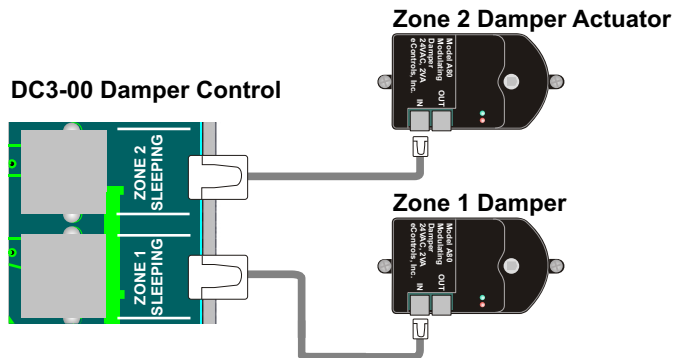 Zone 2 Damper Actuator
DC3-00 Damper Control
ZONE 2
SLEEPING
ZONE 1
SLEEPING
Model A80
Modulating
Damper
24VAC, 2VA
eControls, Inc.
IN
OUT
Zone 1 Damper
Model A80
Modulating
Damper
24VAC, 2VA
eControls, Inc.
IN
OUT